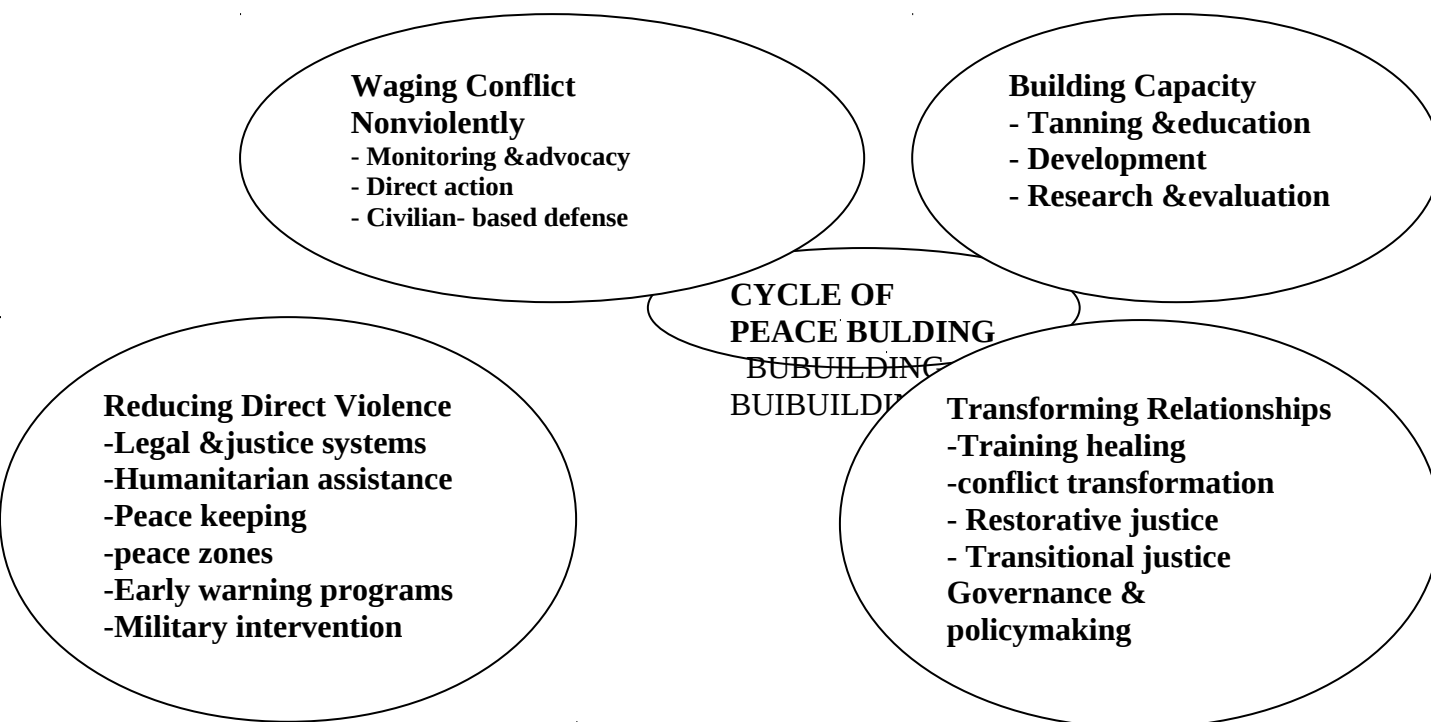 Waging Conflict
Nonviolently
- Monitoring &advocacy
- Direct action
- Civilian- based defense
Building Capacity
- Tanning &education
- Development
- Research &evaluation
CYCLE OF
PEACE BULDING
BUBUILDING
Reducing Direct Violence
-Legal &justice systems
-Humanitarian assistance
-Peace keeping
-peace zones
-Early warning programs
-Military intervention
Transforming Relationships
-Training healing
-conflict transformation
- Restorative justice
- Transitional justice
Governance &
policymaking